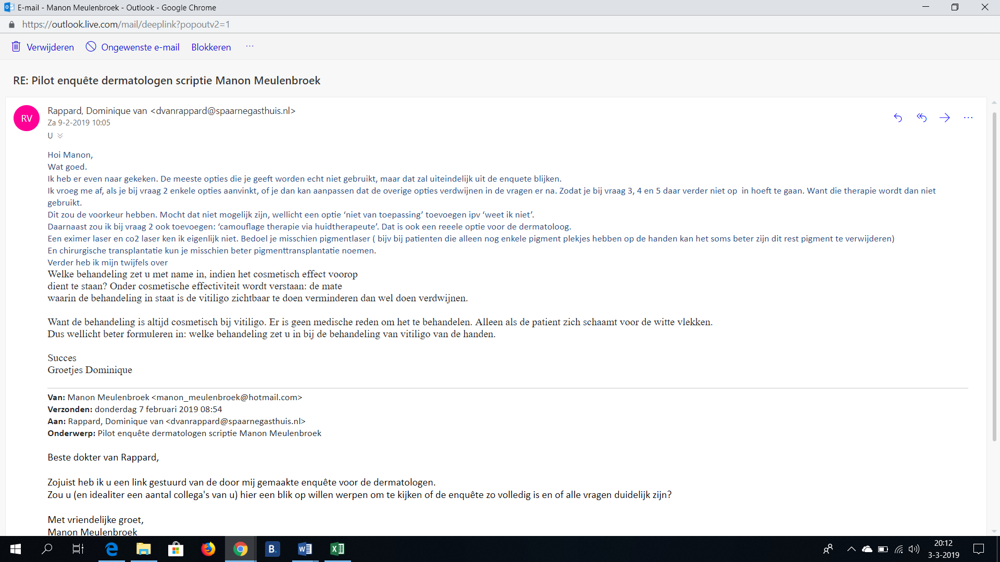 E-mail - Manon Meulenbroek - Outlook - Google Chrome
https://outlook.live.com/mail/deeplink?popoutv2=1
Verwijderen Ongewenste e-mail Blokkeren ...
RE: Pilot enquête dermatologen scriptie Manon Meulenbroek
RV
Rappard, Dominique van <dvanrappard@spaarnegasthuis.nl>
Za 9-2-2019 10:05
U
Hoi Manon,
Wat goed.
Ik heb er even naar gekeken. De meeste opties die je geeft worden echt niet gebruikt, maar dat zal uiteindelijk uit de enquete blijken.
Ik vroeg me af, als je bij vraag 2 enkele opties aanvinkt, of je dan kan aanpassen dat de overige opties verdwijnen in de vragen er na. Zodat je bij vraag 3, 4 en 5 daar verder niet op  in hoeft te gaan. Want die therapie wordt dan niet
gebruikt.
Dit zou de voorkeur hebben. Mocht dat niet mogelijk zijn, wellicht een optie ‘niet van toepassing’ toevoegen ipv ‘weet ik niet’.
Daarnaast zou ik bij vraag 2 ook toevoegen: ‘camouflage therapie via huidtherapeute’. Dat is ook een reeele optie voor de dermatoloog.
Een eximer laser en co2 laser ken ik eigenlijk niet. Bedoel je misschien pigmentlaser ( bijv bij patienten die alleen nog enkele pigment plekjes hebben op de handen kan het soms beter zijn dit rest pigment te verwijderen)
En chirurgische transplantatie kun je misschien beter pigmenttransplantatie noemen.
Verder heb ik mijn twijfels over
Welke behandeling zet u met name in, indien het cosmetisch effect voorop
dient te staan? Onder cosmetische effectiviteit wordt verstaan: de mate
waarin de behandeling in staat is de vitiligo zichtbaar te doen verminderen dan wel doen verdwijnen.
Want de behandeling is altijd cosmetisch bij vitiligo. Er is geen medische reden om het te behandelen. Alleen als de patient zich schaamt voor de witte vlekken.
Dus wellicht beter formuleren in: welke behandeling zet u in bij de behandeling van vitiligo van de handen.
Succes
Groetjes Dominique
Van: Manon Meulenbroek <manon_meulenbroek@hotmail.com>
Verzonden: donderdag 7 februari 2019 08:54
Aan: Rappard, Dominique van <dvanrappard@spaarnegasthuis.nl>
Onderwerp: Pilot enquête dermatologen scriptie Manon Meulenbroek
Beste dokter van Rappard,
Zojuist heb ik u een link gestuurd van de door mij gemaakte enquête voor de dermatologen.
Zou u (en idealiter een aantal collega's van u) hier een blik op willen werpen om te kijken of de enquête zo volledig is en of alle vragen duidelijk zijn?
Met vriendelijke groet,
Manon Meulenbroek
B.
20:12
3-3-2019